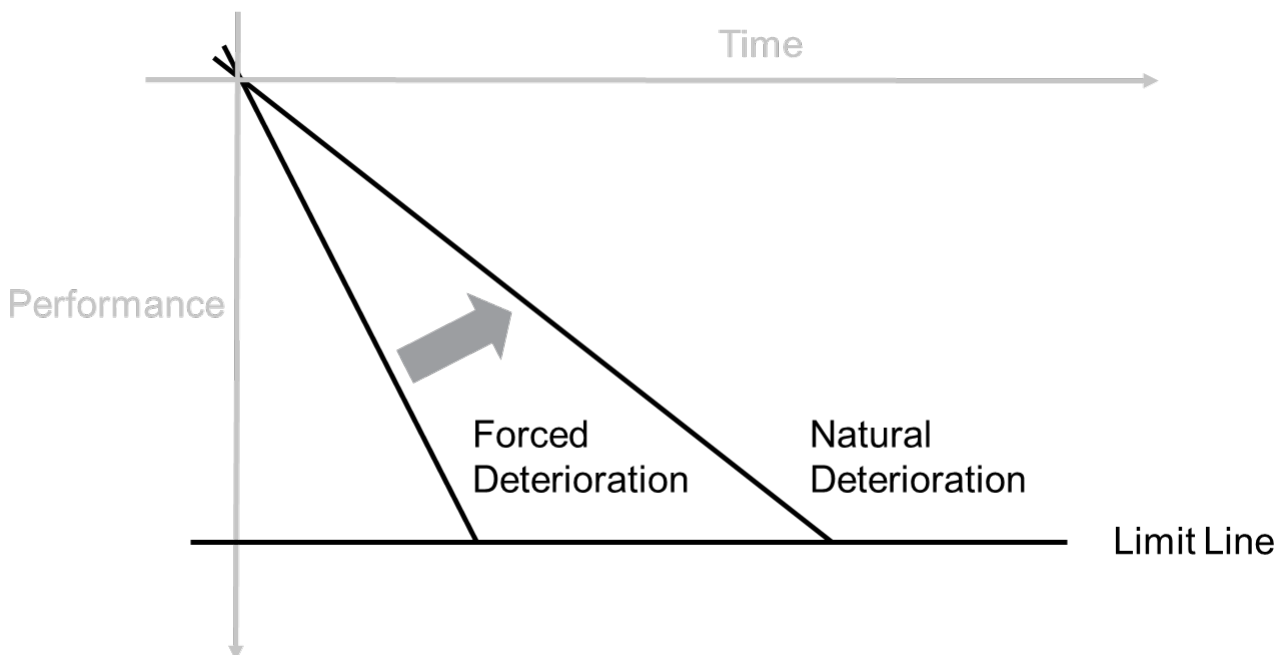 Time
Performance
Forced
Deterioration
Natural
Deterioration
Limit Line